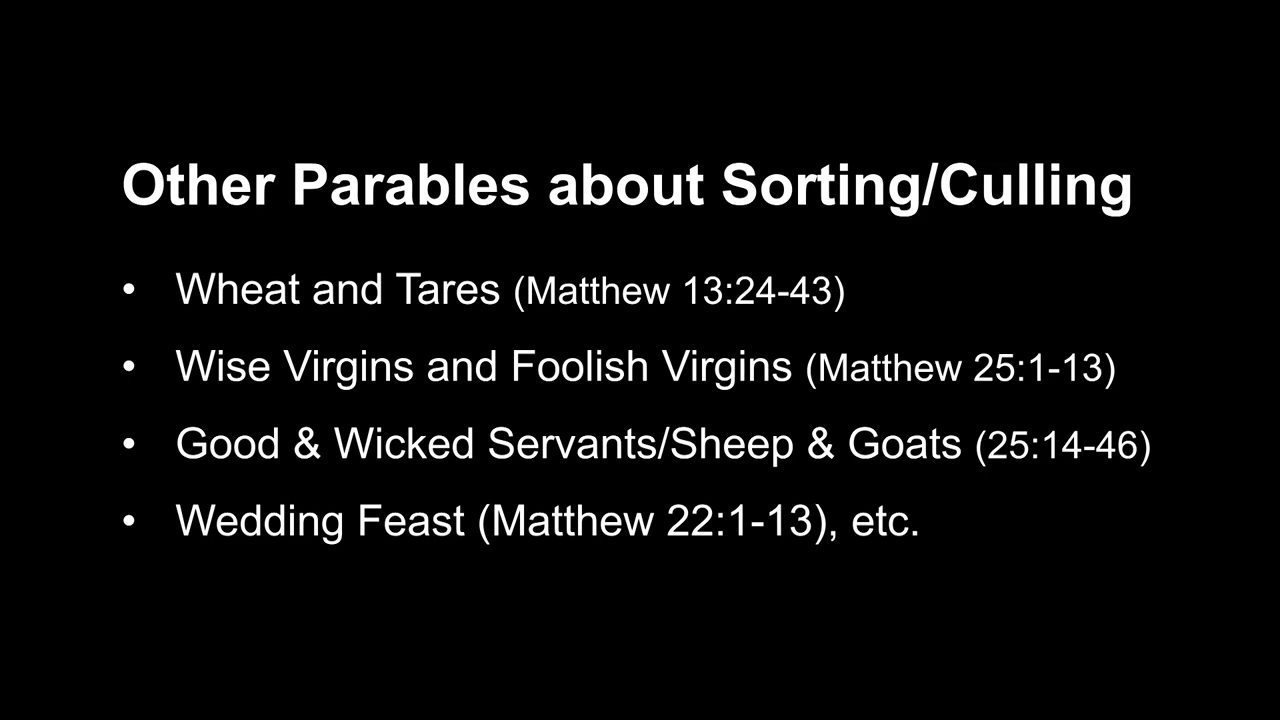 Other Parables about Sorting/Culling
• Wheat and Tares (Matthew 13:24-43)
• Wise Virgins and Foolish Virgins (Matthew 25:1-13)
• Good & Wicked Servants/Sheep & Goats (25:14-46)
• Wedding Feast (Matthew 22:1-13), etc.